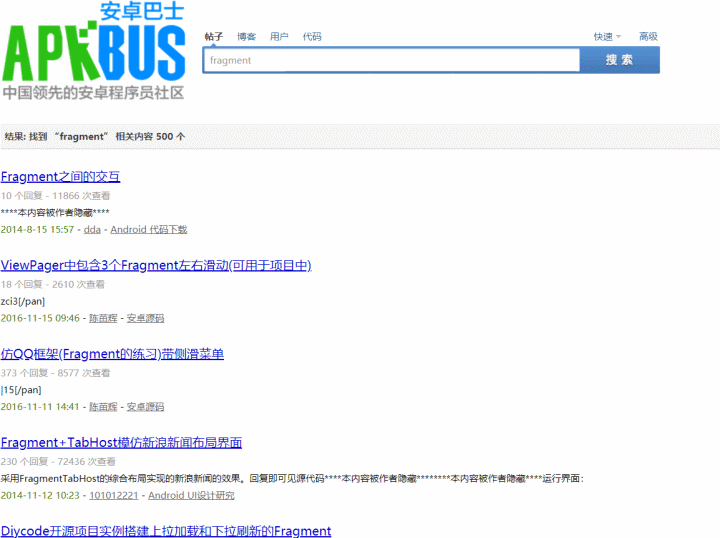 安卓巴士
APKBUS
中国领先的安卓程序员社区
帖子 博客 用户 代码 快速 高级
fragment 搜索
结果: 找到 “fragment” 相关内容 500 个
Fragment之间的交互
10 个回复 - 11866 次查看
****本内容被作者隐藏****
2014-8-15 15:57 - dda - Android 代码下载
ViewPager中包含3个Fragment左右滑动(可用于项目中)
18 个回复 - 2610 次查看
zci3[/pan]
2016-11-15 09:46 - 陈苗辉 - 安卓源码
仿QQ框架(Fragment的练习)带侧滑菜单
373 个回复 - 8577 次查看
|15[/pan]
2016-11-11 14:41 - 陈苗辉 - 安卓源码
Fragment+TabHost模仿新浪新闻布局界面
230 个回复 - 72436 次查看
采用FragmentTabHost的综合布局实现的新浪新闻的效果。回复即可见源代码****本内容被作者隐藏********本内容被作者隐藏****运行界面:
2014-11-12 10:23 - 101012221 - Android UI设计研究
Diycode开源项目实例搭建上拉加载和下拉刷新的Fragment